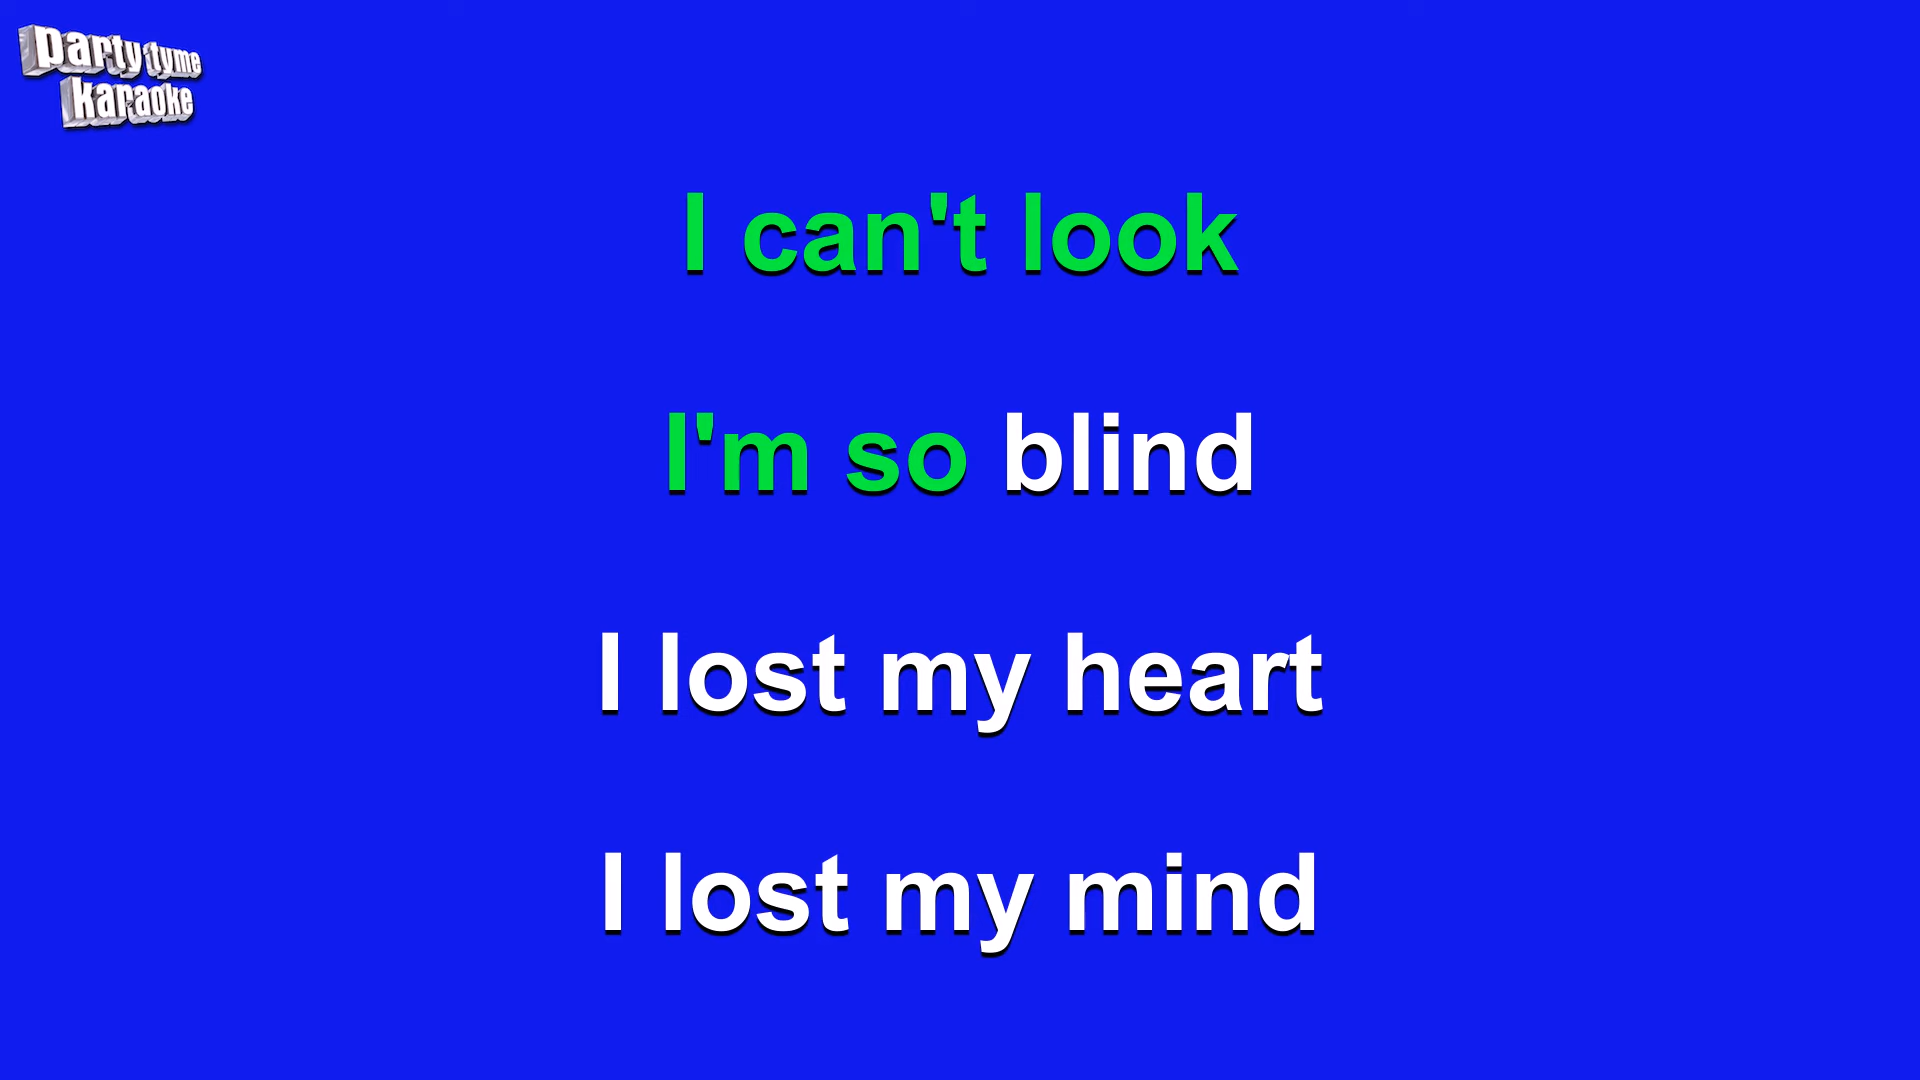 party tyme
karaoke
I can't look
I'm so blind
I lost my heart
I lost my mind